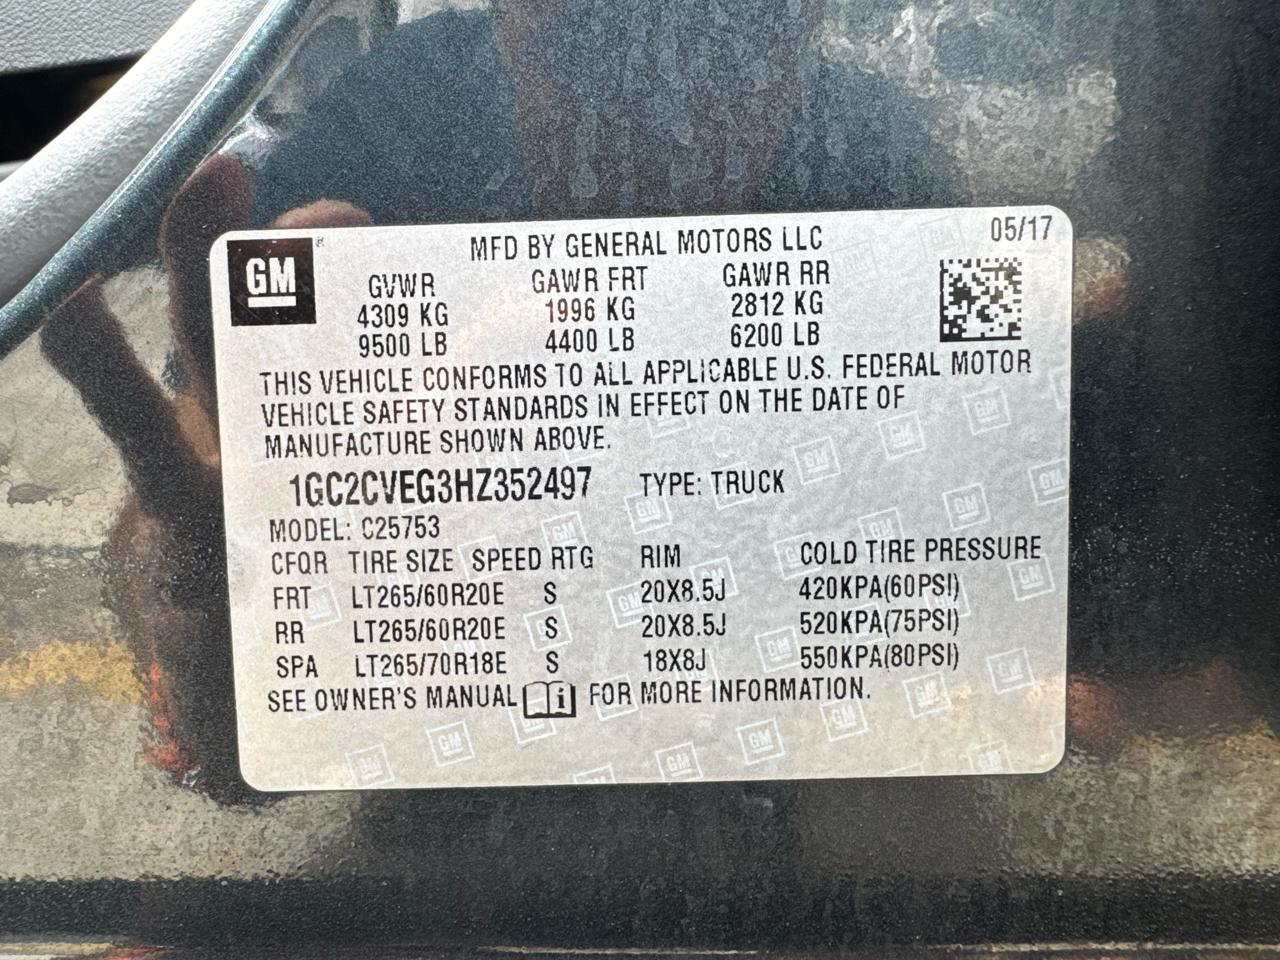 GM
MFD BY GENERAL MOTORS LLC 05/17
GVWR GAWR FRT GAWR RR
4309 KG 1996 KG 2812 KG
9500 LB 4400 LB 6200 LB
THIS VEHICLE CONFORMS TO ALL APPLICABLE U.S. FEDERAL MOTOR
VEHICLE SAFETY STANDARDS IN EFFECT ON THE DATE OF
MANUFACTURE SHOWN ABOVE.
1GC2CVEG3HZ352497 TYPE: TRUCK
MODEL: C25753
CFQR TIRE SIZE SPEED RTG RIM COLD TIRE PRESSURE
FRT LT265/60R20E S 20X8.5J 420KPA(60PSI)
RR LT265/60R20E S 20X8.5J 520KPA(75PSI)
SPA LT265/70R18E S 18X8J 550KPA(80PSI)
SEE OWNER'S MANUAL i FOR MORE INFORMATION.